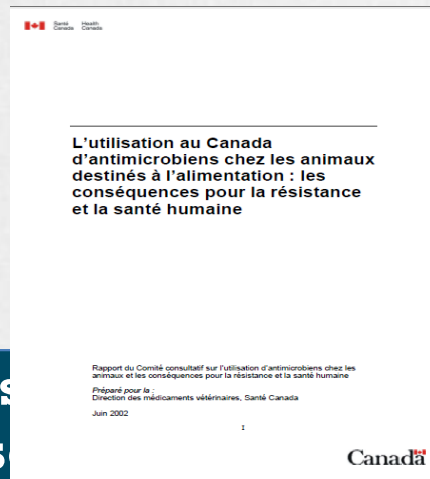 Santé Health
Canada Canada
L'utilisation au Canada
d'antimicrobiens chez les animaux
destinés à l'alimentation : les
conséquences pour la résistance
et la santé humaine
Rapport du Comité consultatif sur l'utilisation d'antimicrobiens chez les
animaux et les conséquences pour la résistance et la santé humaine
Préparé pour la :
Direction des médicaments vétérinaires, Santé Canada
Juin 2002
I
Canada